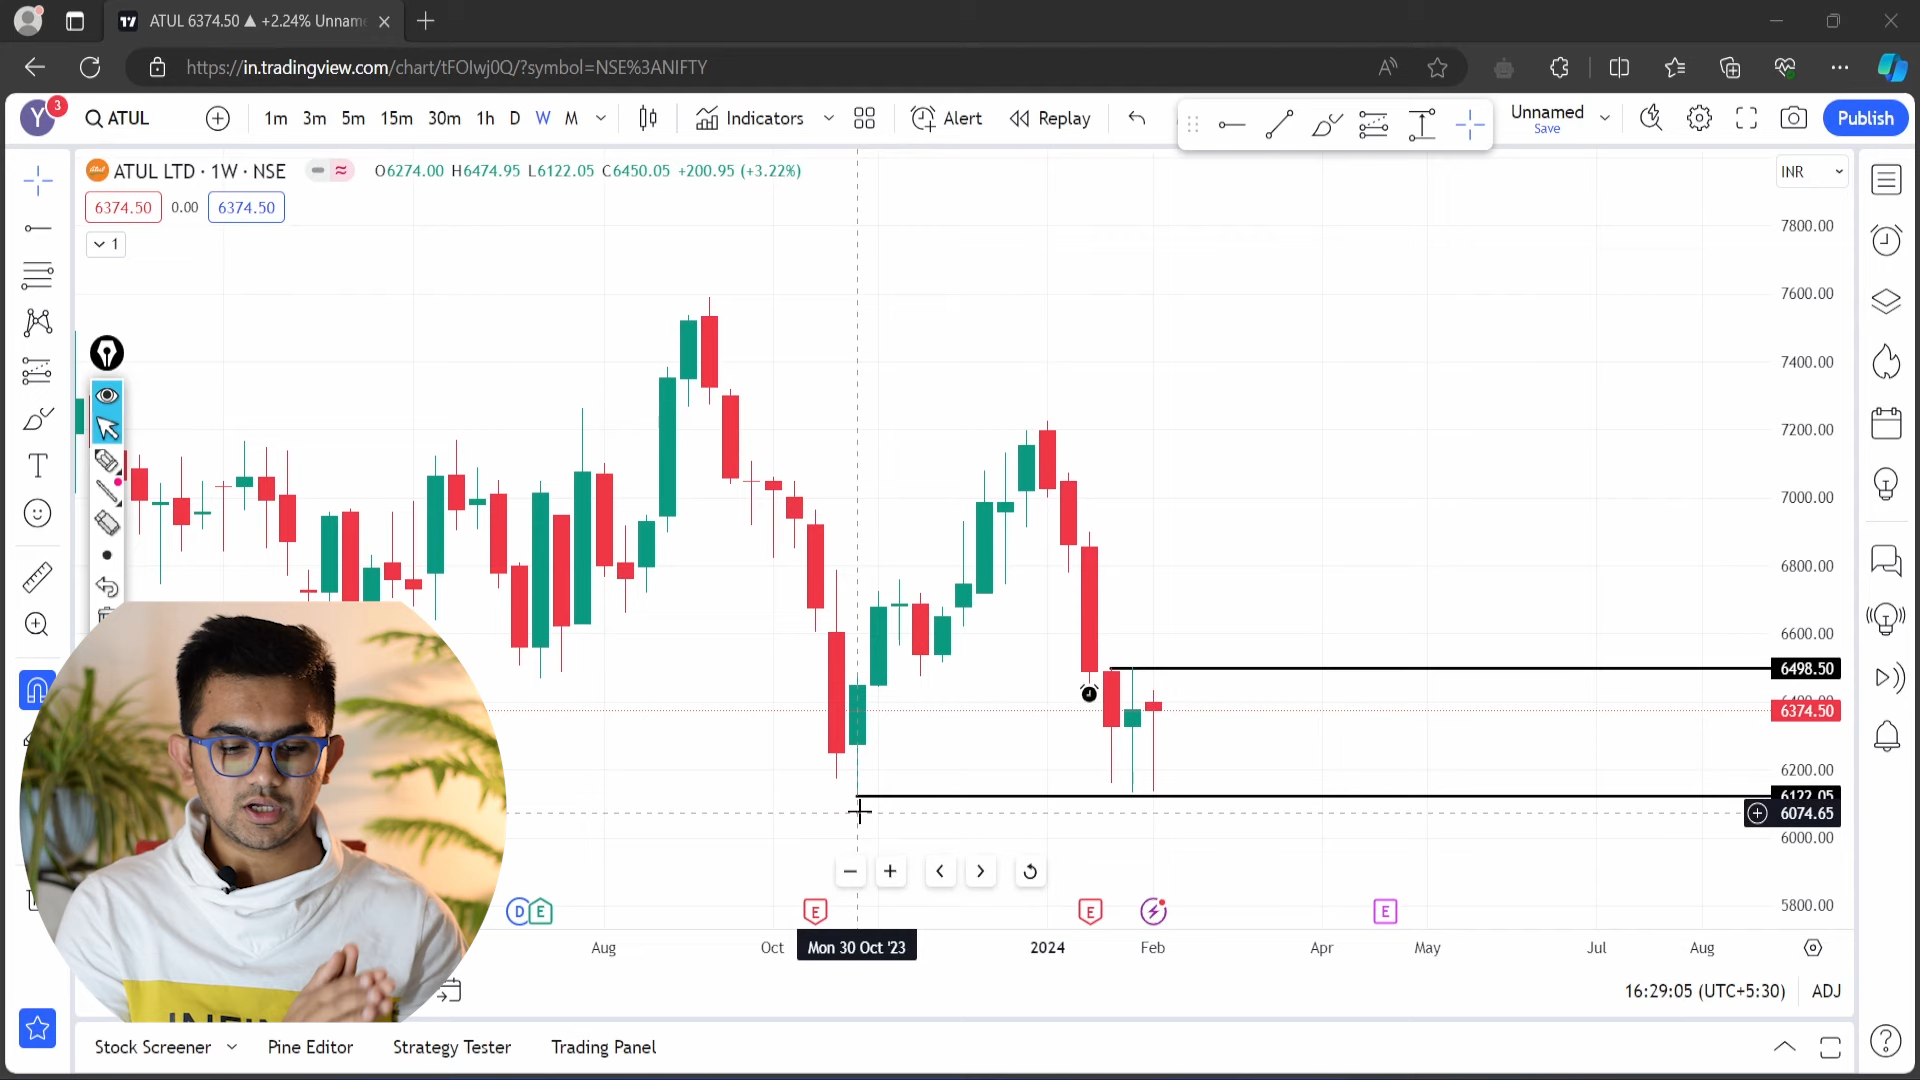 ATUL 6374.50 ▲ +2.24% Unnam
https://in.tradingview.com/chart/tFOIwj0Q/?symbol=NSE%3ANIFTY
Y 3 ATUL 1m 3m 5m 15m 30m 1h D W M Indicators Alert Replay Unnamed Save Publish
ATUL LTD · 1W · NSE O6274.00 H6474.95 L6122.05 C6450.05 +200.95 (+3.22%) INR
6374.50 0.00 6374.50
1
7800.00
7600.00
7400.00
7200.00
7000.00
6800.00
6600.00
6498.50
6374.50
6200.00
6122.05
6074.65
6000.00
5800.00
D E E E E
Aug Oct Mon 30 Oct '23 2024 Feb Apr May Jul Aug
16:29:05 (UTC+5:30) ADJ
Stock Screener Pine Editor Strategy Tester Trading Panel